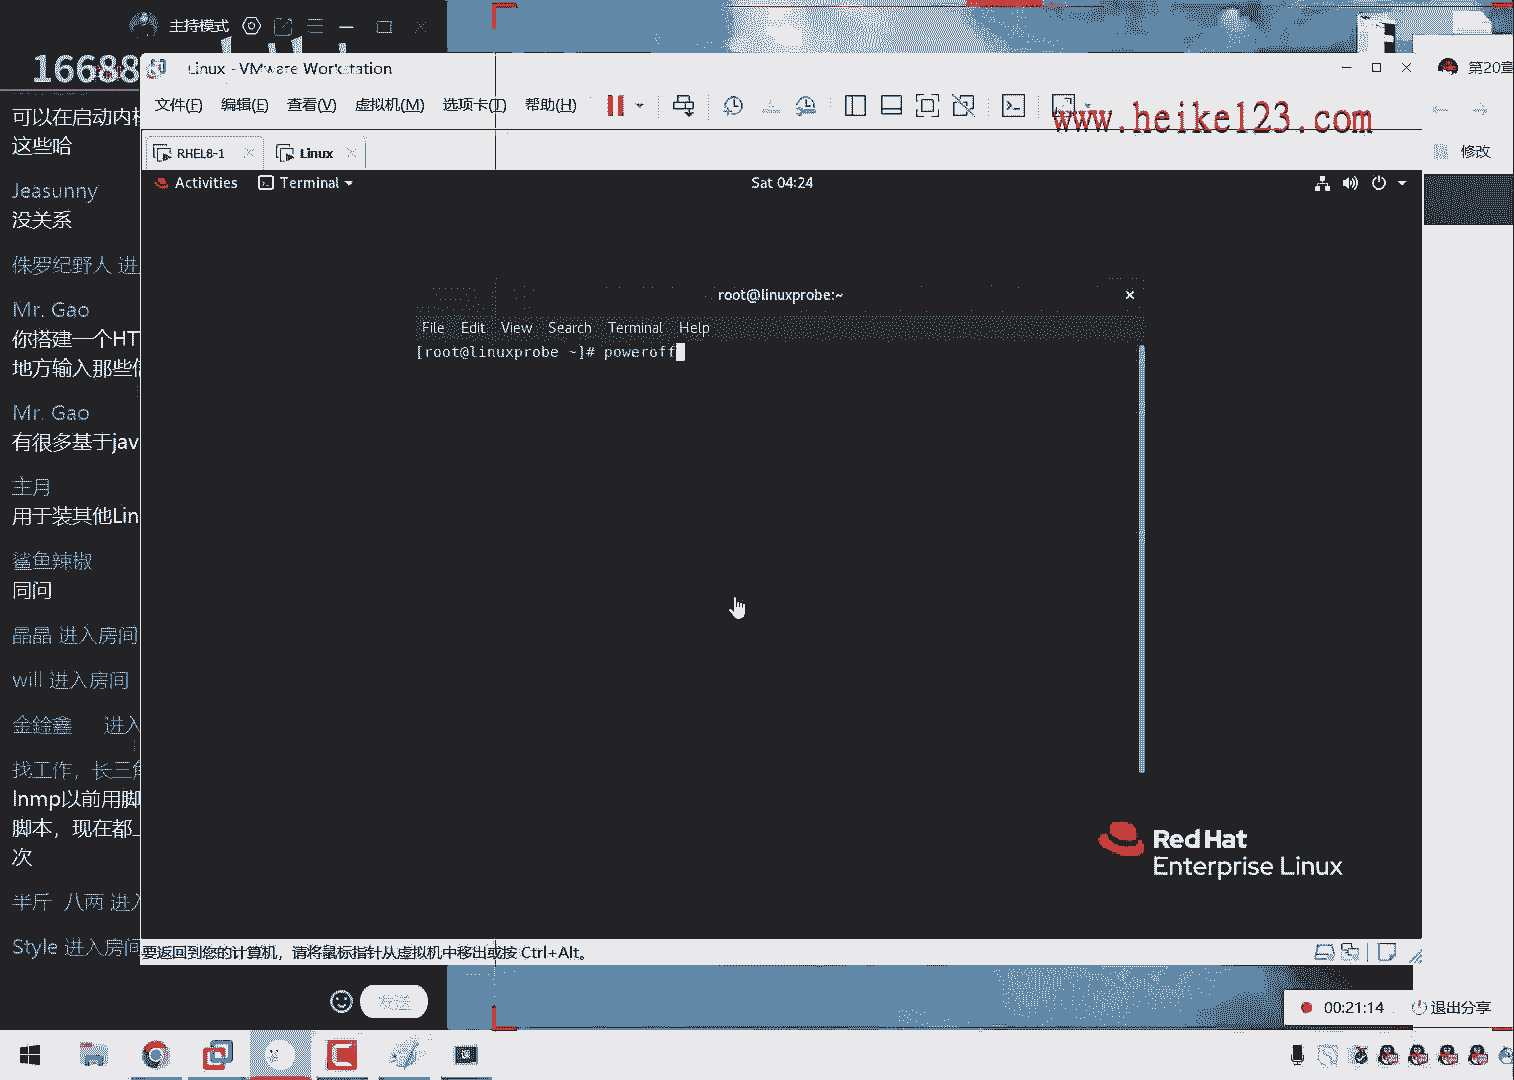 主持模式
16688
可以在启动内核
这些哈
Jeasunny
没关系
侏罗纪野人 进
Mr. Gao
你搭建一个HT
地方输入那些信
Mr. Gao
有很多基于jav
主月
用于装其他Lin
鲨鱼辣椒
同问
晶晶 进入房间
will 进入房间
金鋡鑫 进入
找工作，长三角
lnmp以前用脚
脚本，现在都上
次
半斤 八两 进入
Style 进入房间
发送
Linux - VMware Workstation
文件(F) 编辑(E) 查看(V) 虚拟机(M) 选项卡(T) 帮助(H)
www.heike123.com
RHEL8-1 Linux
Activities Terminal Sat 04:24
root@linuxprobe:~
File Edit View Search Terminal Help
[root@linuxprobe ~]# poweroff
Red Hat
Enterprise Linux
要返回到您的计算机，请将鼠标指针从虚拟机中移出或按 Ctrl+Alt。
第20章
修改
00:21:14 退出分享